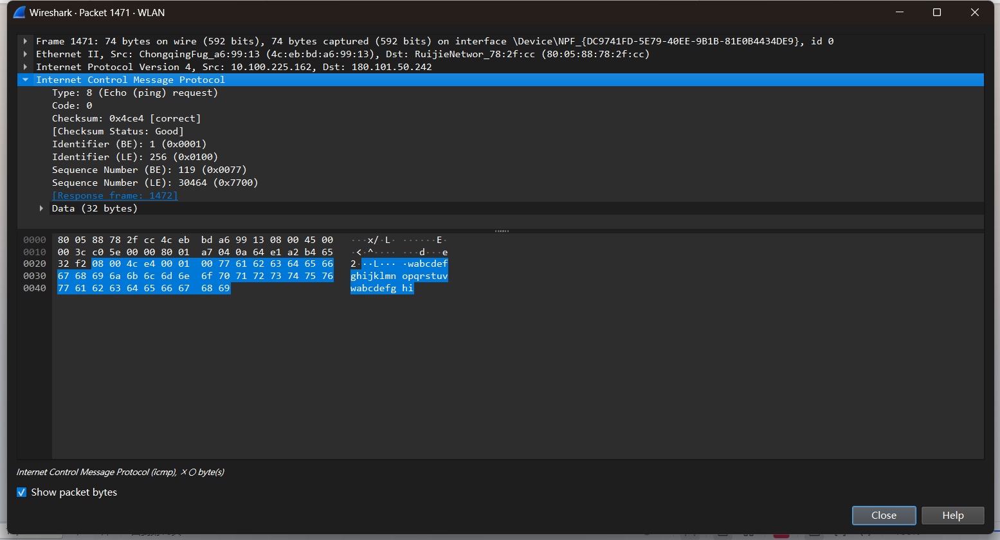 Wireshark · Packet 1471 · WLAN
Frame 1471: 74 bytes on wire (592 bits), 74 bytes captured (592 bits) on interface \Device\NPF_{DC9741FD-5E79-40EE-9B1B-81E0B4434DE9}, id 0
Ethernet II, Src: ChongqingFug_a6:99:13 (4c:eb:bd:a6:99:13), Dst: RuijieNetwor_78:2f:cc (80:05:88:78:2f:cc)
Internet Protocol Version 4, Src: 10.100.225.162, Dst: 180.101.50.242
Internet Control Message Protocol
Type: 8 (Echo (ping) request)
Code: 0
Checksum: 0x4ce4 [correct]
[Checksum Status: Good]
Identifier (BE): 1 (0x0001)
Identifier (LE): 256 (0x0100)
Sequence Number (BE): 119 (0x0077)
Sequence Number (LE): 30464 (0x7700)
[Response frame: 1472]
Data (32 bytes)
0000 80 05 88 78 2f cc 4c eb bd a6 99 13 08 00 45 00 ···x/·L· ······E·
0010 00 3c c0 5e 00 00 80 01 a7 04 0a 64 e1 a2 b4 65 ·<·^···· ···d···e
0020 32 f2 08 00 4c e4 00 01 00 77 61 62 63 64 65 66 2···L··· ·wabcdef
0030 67 68 69 6a 6b 6c 6d 6e 6f 70 71 72 73 74 75 76 ghijklmn opqrstuv
0040 77 61 62 63 64 65 66 67 68 69 wabcdefg hi
Internet Control Message Protocol (icmp), ㄨㄖ byte(s)
Show packet bytes
Close Help